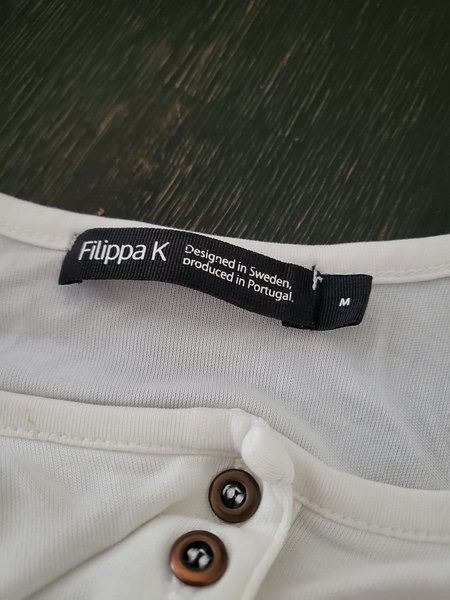 Filippa K
Designed in Sweden,
produced in Portugal.
M